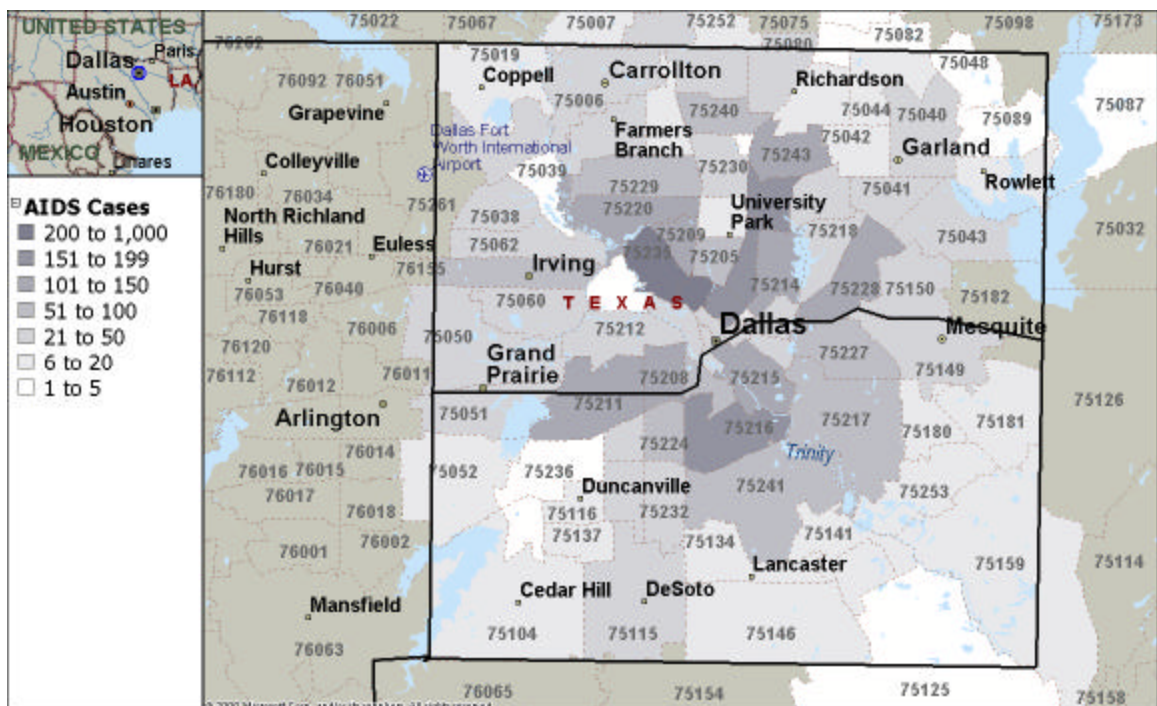 UNITED STATES
Dallas
Paris
LA
Austin
Houston
MEXICO
Linares
AIDS Cases
200 to 1,000
151 to 199
101 to 150
51 to 100
21 to 50
6 to 20
1 to 5
75022
75067
75007
75252
75075
75098
75173
76262
75019
75080
75082
75048
Coppell
Carrollton
Richardson
76092
76051
75006
75240
75044
75040
75087
75089
Grapevine
Farmers
Branch
75042
Garland
Dallas Fort
Worth International
Airport
Colleyville
75039
75230
75243
76180
76034
75229
75041
Rowlett
75261
North Richland
Hills
75038
75220
University
Park
75032
76021
Euless
75062
75209
75218
75043
75235
75205
Hurst
76155
Irving
76053
76040
75060
TEXAS
75214
75228
75150
75182
76118
76006
75050
75212
Dallas
Mesquite
76120
75227
76112
76012
76011
Grand
Prairie
75208
75215
75149
75126
Arlington
75051
75211
75216
75217
75180
75181
76014
75224
Trinity
76016
76015
75052
75236
76017
Duncanville
75241
75253
76018
75116
75232
76001
76002
75137
75134
75141
75159
75114
Lancaster
Mansfield
Cedar Hill
DeSoto
76063
75104
75115
75146
76065
75154
75125
75158